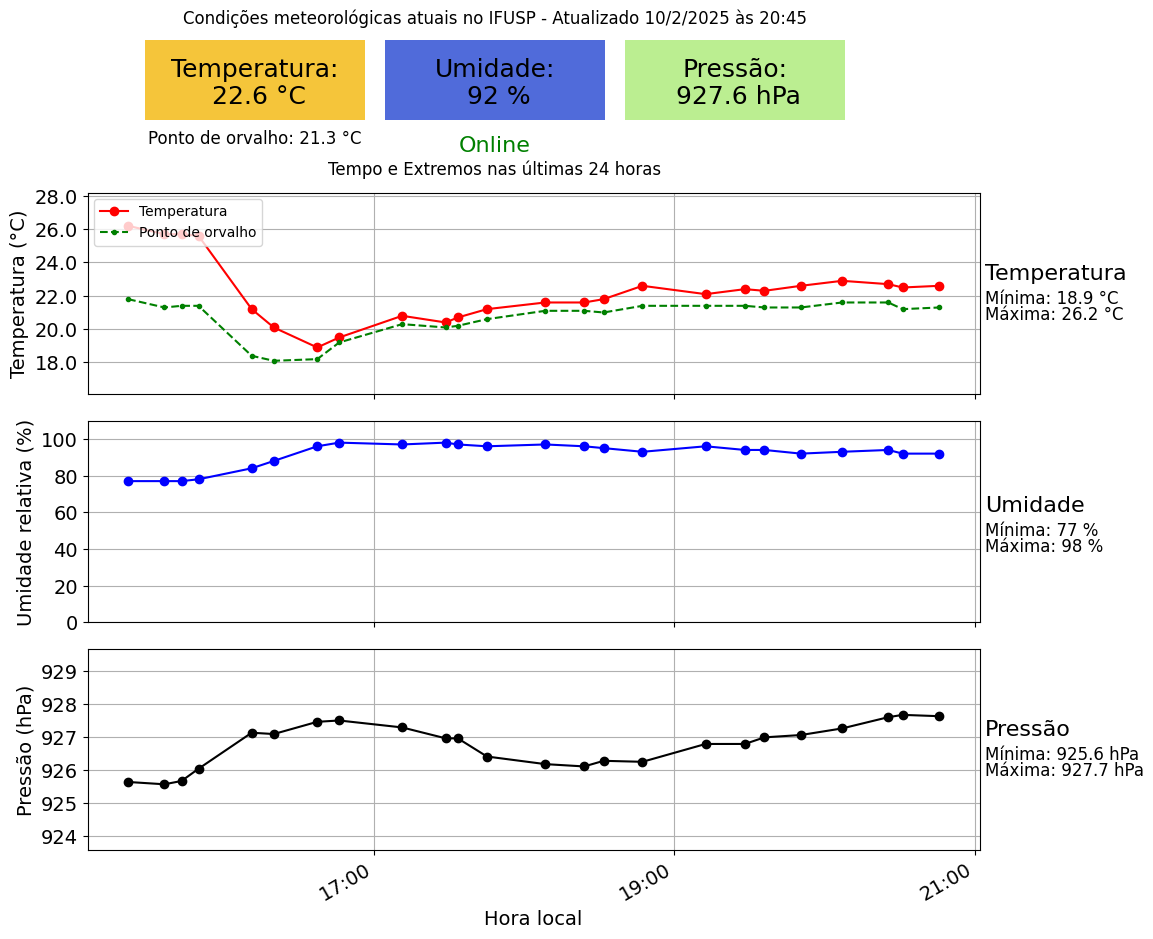 Condições meteorológicas atuais no IFUSP - Atualizado 10/2/2025 às 20:45
Temperatura:
22.6 °C
Umidade:
92 %
Pressão:
927.6 hPa
Ponto de orvalho: 21.3 °C
Online
Tempo e Extremos nas últimas 24 horas
Temperatura (°C)
28.0
26.0
24.0
22.0
20.0
18.0
Temperatura
Ponto de orvalho
Temperatura
Mínima: 18.9 °C
Máxima: 26.2 °C
Umidade relativa (%)
100
80
60
40
20
0
Umidade
Mínima: 77 %
Máxima: 98 %
Pressão (hPa)
929
928
927
926
925
924
Pressão
Mínima: 925.6 hPa
Máxima: 927.7 hPa
17:00
19:00
21:00
Hora local